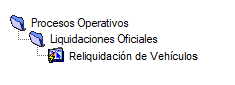 Procesos Operativos
Liquidaciones Oficiales
Reliquidación de Vehículos